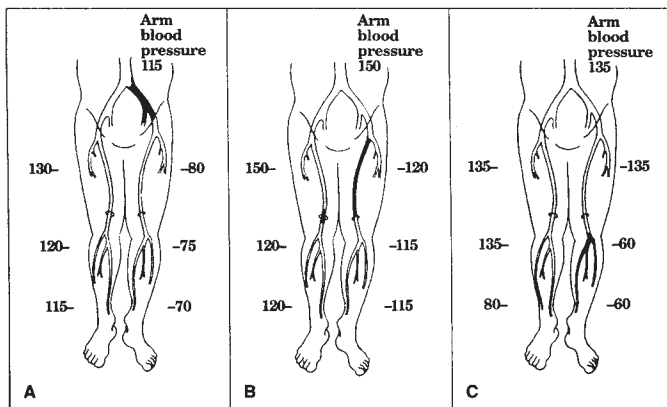 Arm
blood
pressure
115
130–
–80
120–
–75
115–
–70
A
Arm
blood
pressure
150
150–
–120
120–
–115
120–
–115
B
Arm
blood
pressure
135
135–
–135
135–
–60
80–
–60
C